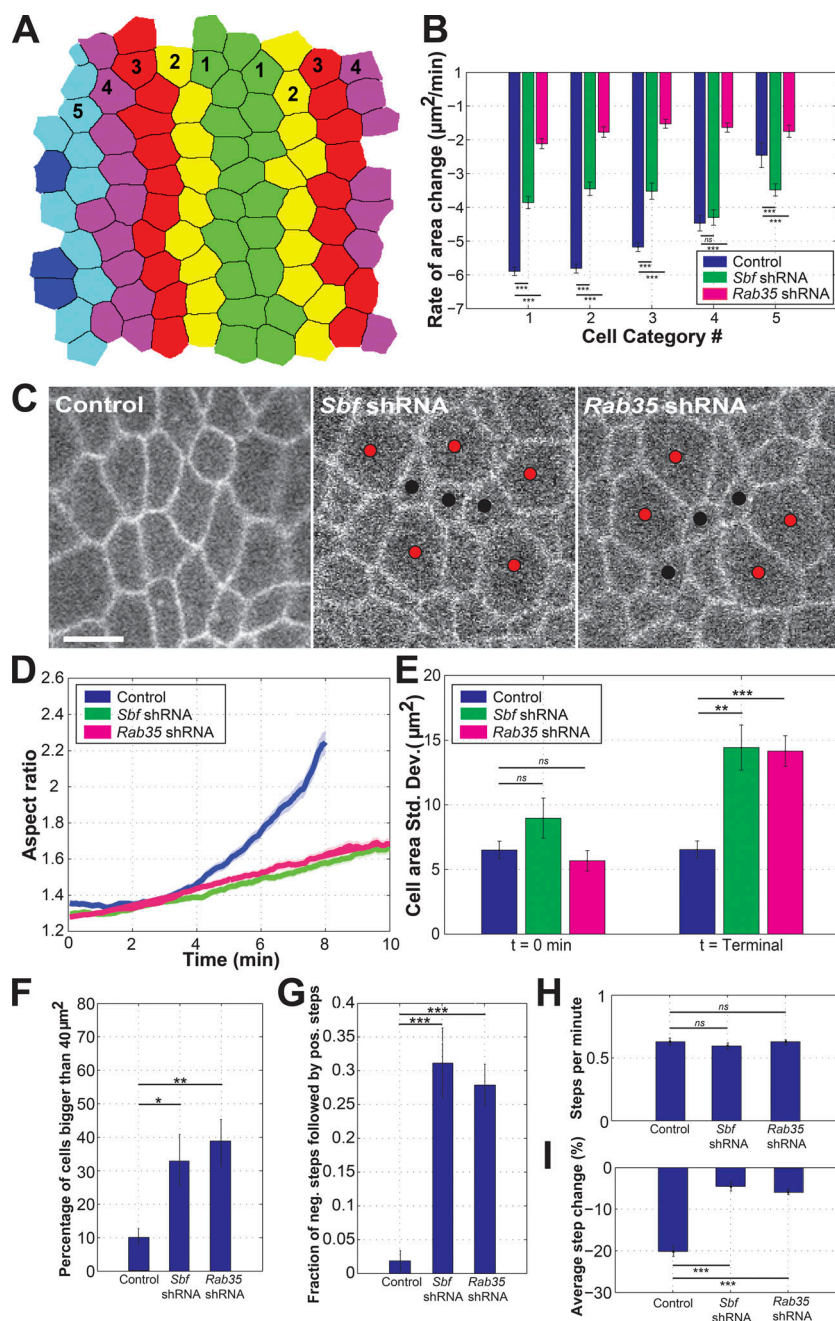 A
5
4
3
2
1
1
2
3
4
B
Rate of area change (µm²/min)
1
−1
−2
−3
−4
−5
−6
−7
***
***
***
***
***
***
ns
***
***
***
Control
Sbf shRNA
Rab35 shRNA
1
2
3
4
5
Cell Category #
C
Control
Sbf shRNA
Rab35 shRNA
D
Aspect ratio
2.6
2.4
2.2
2
1.8
1.6
1.4
1.2
Control
Sbf shRNA
Rab35 shRNA
0
2
4
6
8
10
Time (min)
E
Cell area Std. Dev.( µm²)
20
15
10
5
0
Control
Sbf shRNA
Rab35 shRNA
ns
ns
***
**
t = 0 min
t = Terminal
F
Percentage of cells bigger than 40µm²
80
70
60
50
40
30
20
10
0
**
*
Control
Sbf
shRNA
Rab35
shRNA
G
Fraction of neg. steps followed by pos. steps
0.4
0.35
0.3
0.25
0.2
0.15
0.1
0.05
0
***
***
Control
Sbf
shRNA
Rab35
shRNA
H
Steps per minute
1
0.5
0
ns
ns
Control
Sbf
shRNA
Rab35
shRNA
I
Average step change (%)
0
−10
−20
−30
***
***
Control
Sbf
shRNA
Rab35
shRNA